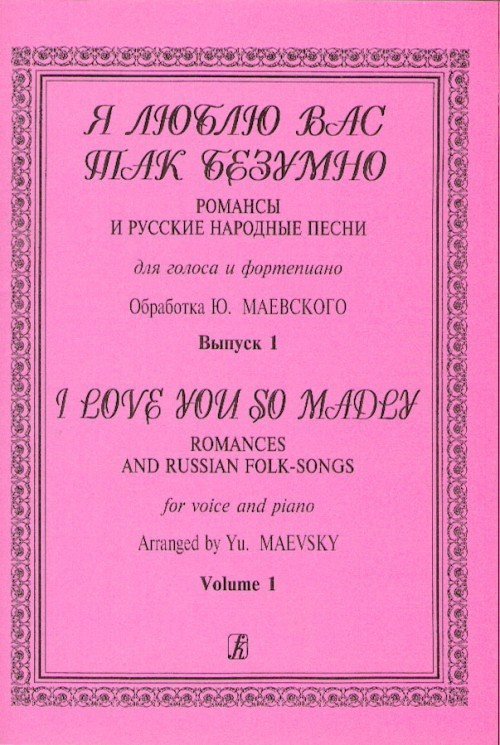 Я ЛЮБЛЮ ВАС
ТАК БЕЗУМНО
РОМАНСЫ
И РУССКИЕ НАРОДНЫЕ ПЕСНИ
для голоса и фортепиано
Обработка Ю. МАЕВСКОГО
Выпуск 1
I LOVE YOU SO MADLY
ROMANCES
AND RUSSIAN FOLK-SONGS
for voice and piano
Arranged by Yu. MAEVSKY
Volume 1